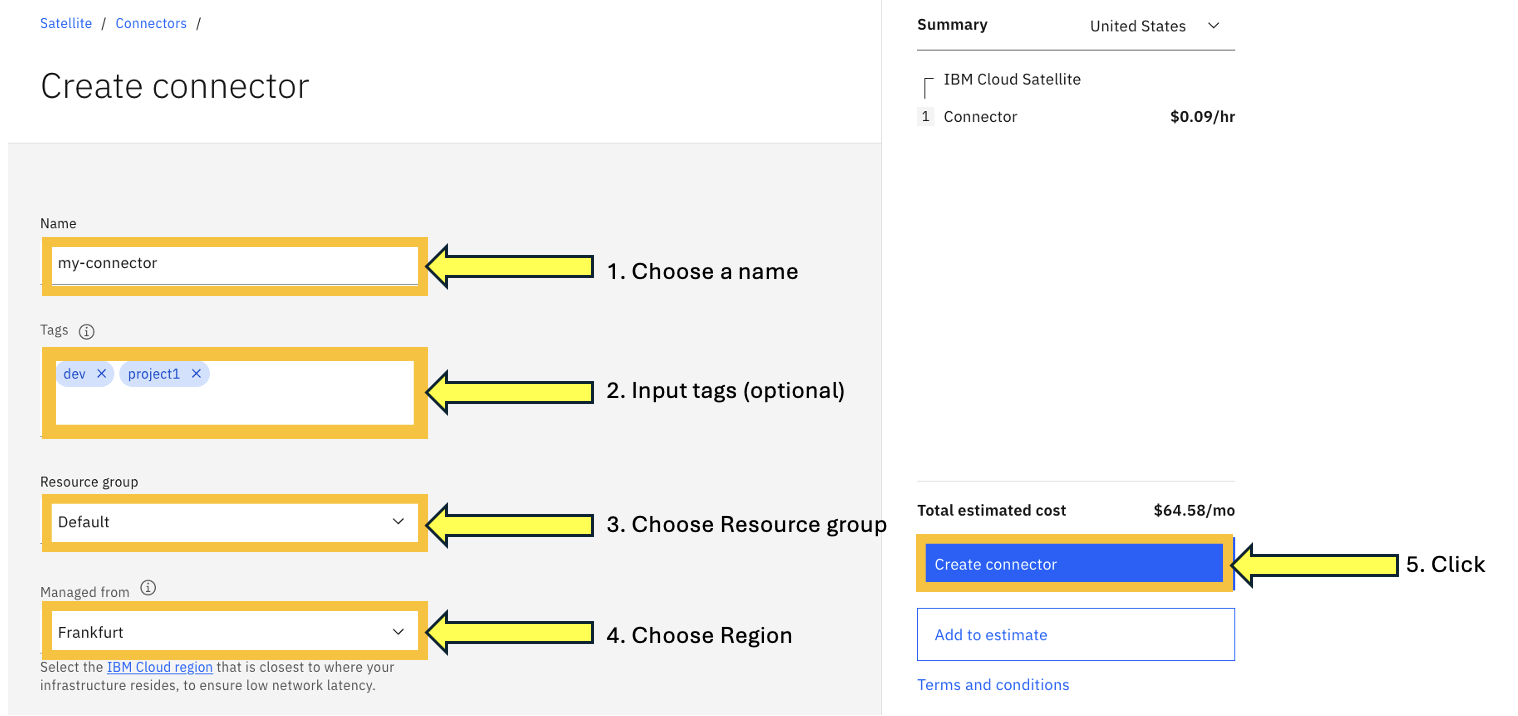 Satellite / Connectors /
Create connector
Name
my-connector
1. Choose a name
Tags
dev × project1 ×
2. Input tags (optional)
Resource group
Default
3. Choose Resource group
Managed from
Frankfurt
4. Choose Region
Select the IBM Cloud region that is closest to where your
infrastructure resides, to ensure low network latency.
Summary United States
IBM Cloud Satellite
1 Connector $0.09/hr
Total estimated cost $64.58/mo
Create connector
5. Click
Add to estimate
Terms and conditions